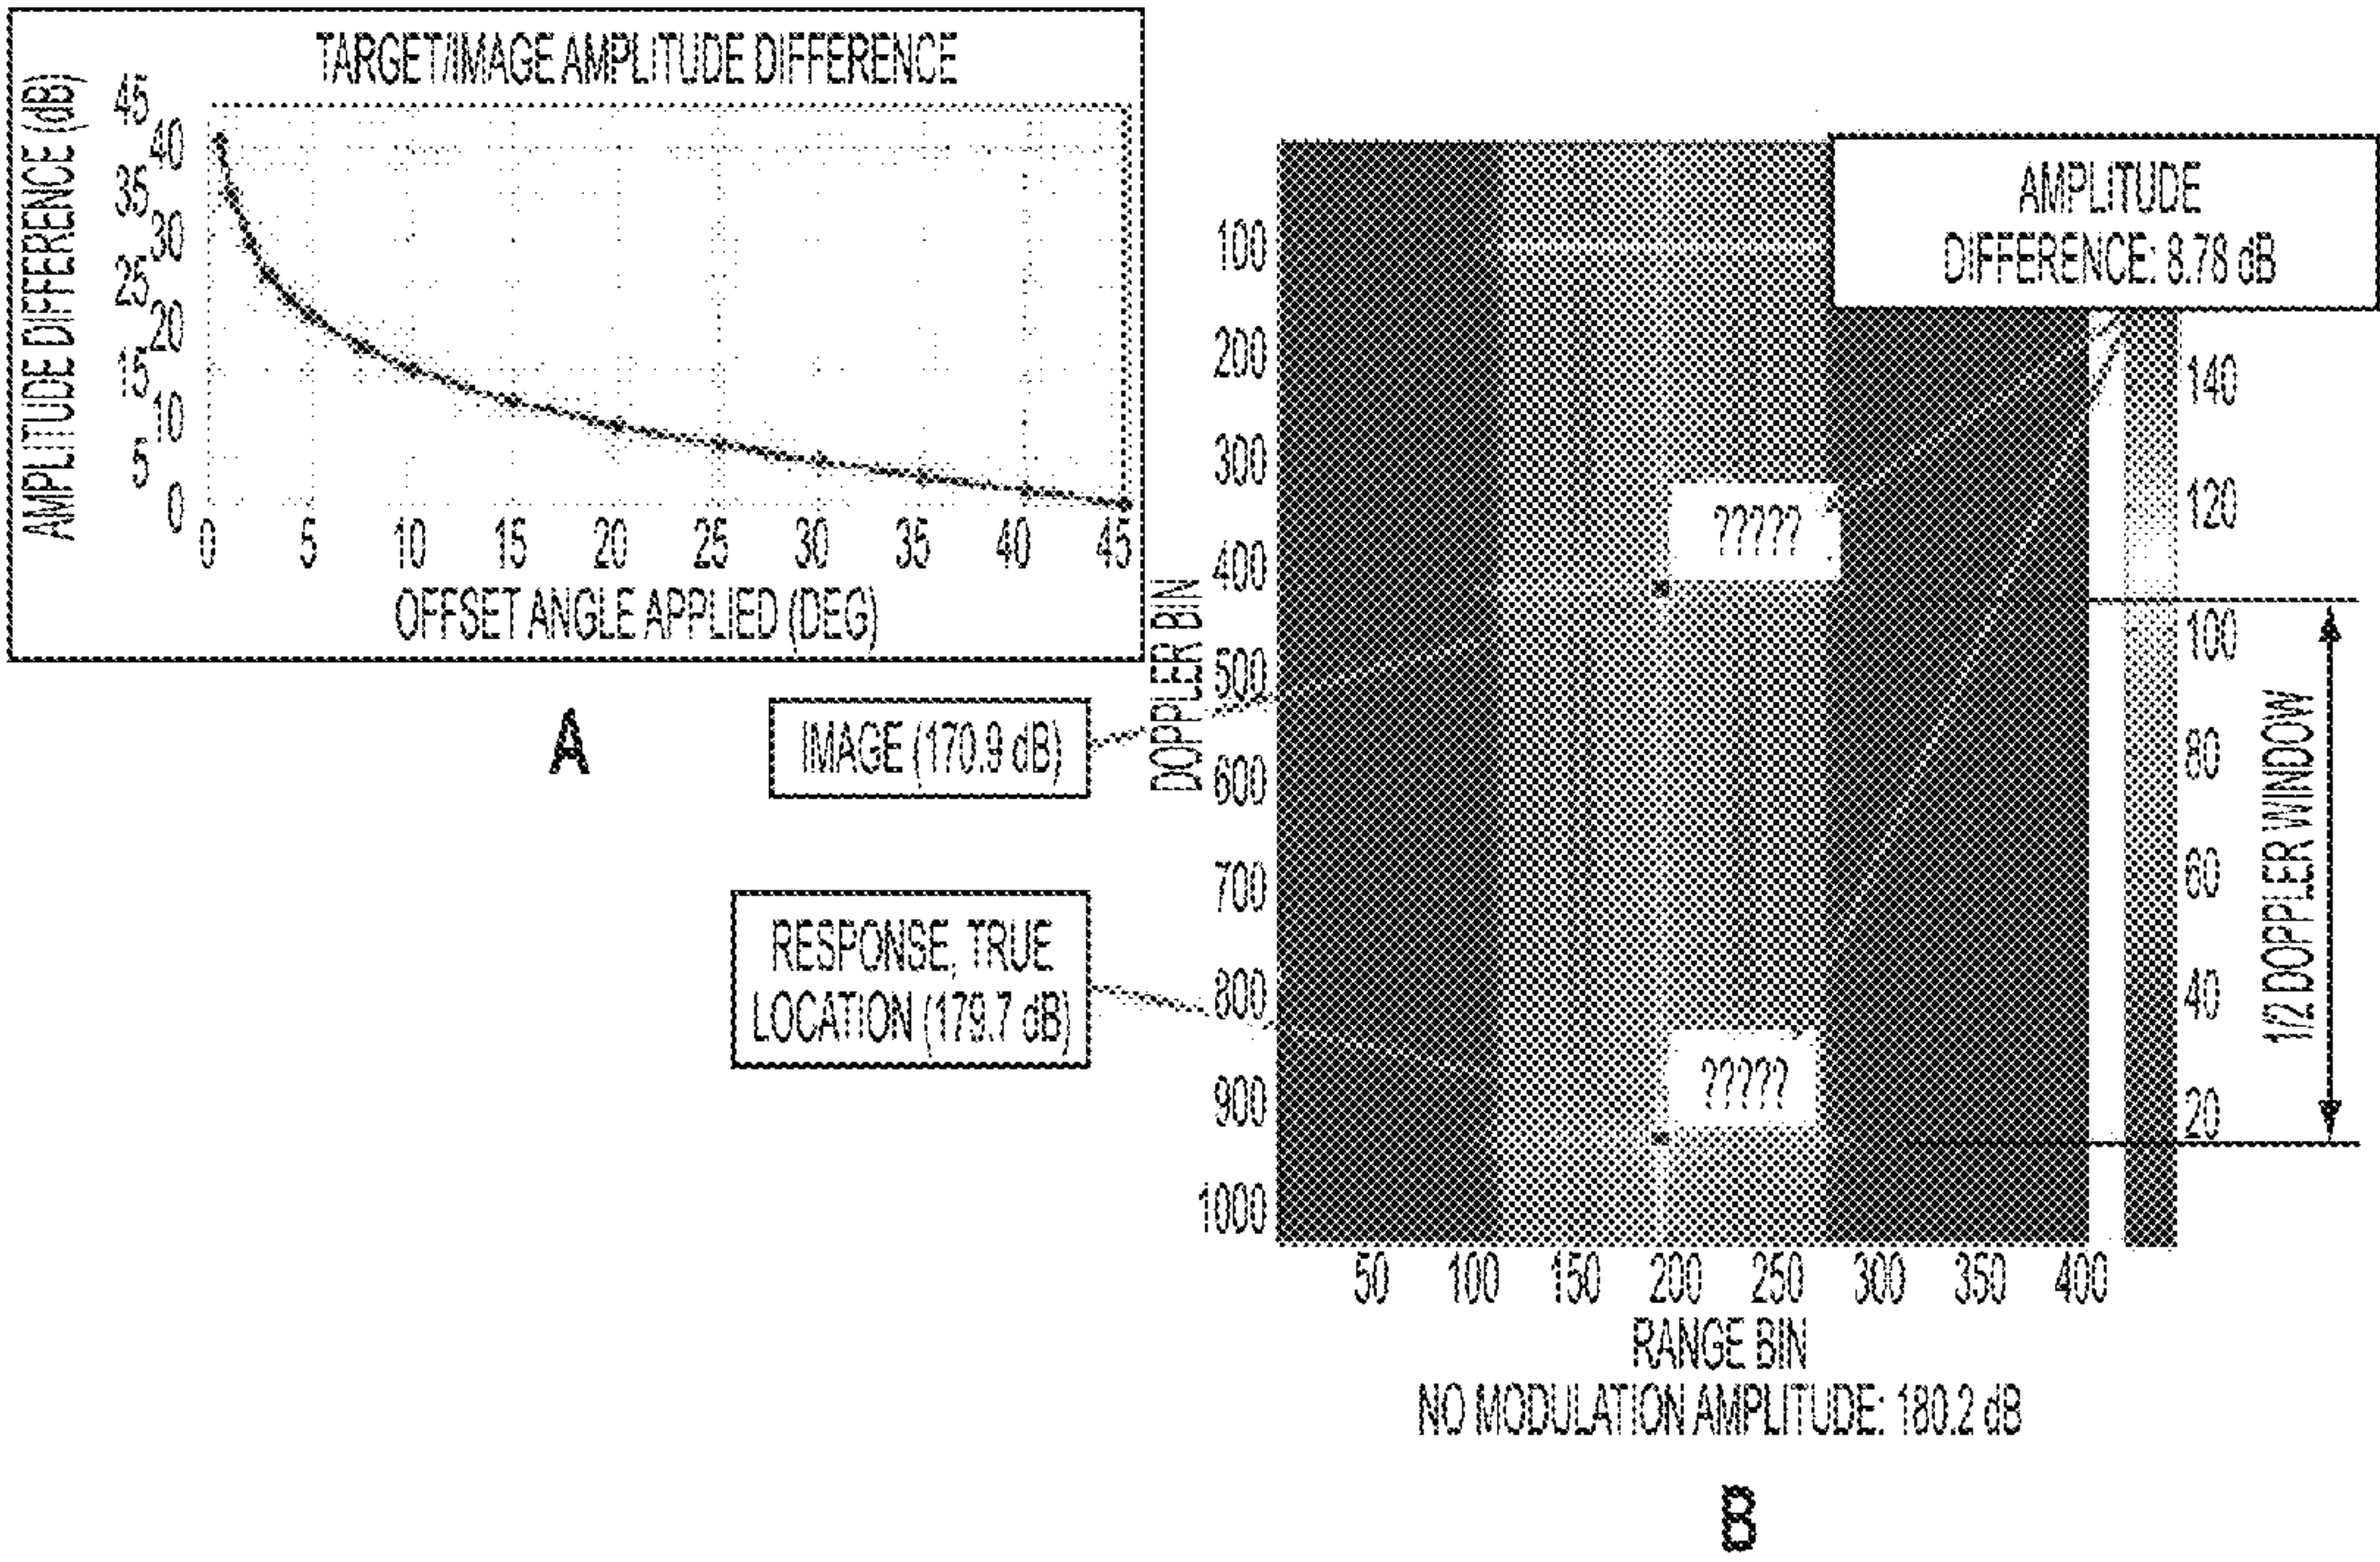 TARGET/IMAGE AMPLITUDE DIFFERENCE
AMPLITUDE DIFFERENCE (dB)
45
40
35
30
25
20
15
10
5
0
0 5 10 15 20 25 30 35 40 45
OFFSET ANGLE APPLIED (DEG)
A
IMAGE (170.9 dB)
RESPONSE, TRUE
LOCATION (179.7 dB)
DOPPLER BIN
100
200
300
400
500
600
700
800
900
1000
?????
?????
AMPLITUDE
DIFFERENCE: 8.78 dB
140
120
100
80
60
40
20
1/2 DOPPLER WINDOW
50 100 150 200 250 300 350 400
RANGE BIN
NO MODULATION AMPLITUDE: 180.2 dB
B